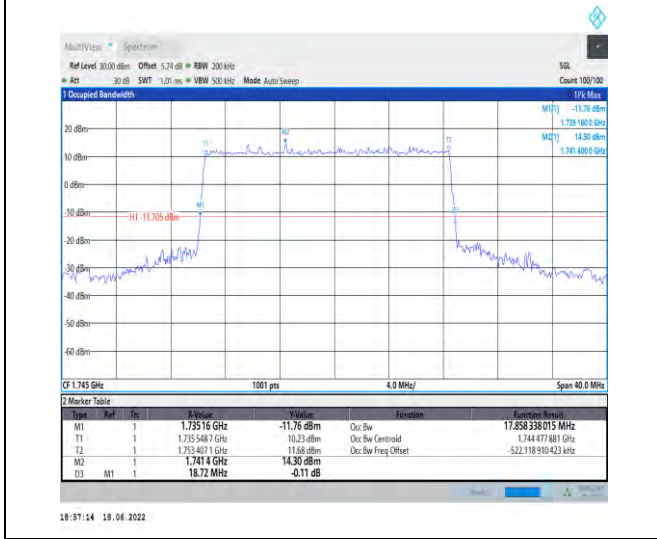 MultiView Spectrum
Ref Level 30.00 dBm Offset 5.74 dB RBW 200 kHz SGL
Att 30 dB SWT 1.01 ms VBW 500 kHz Mode Auto Sweep Count 100/100
1 Occupied Bandwidth 1Pk Max
M1[1] -11.76 dBm
1.735 160 0 GHz
20 dBm M2[1] 14.30 dBm
1.741 400 0 GHz
M2
T1 T2
10 dBm
0 dBm
M1
-10 dBm
H1 -11.705 dBm
-20 dBm
-30 dBm
-40 dBm
-50 dBm
-60 dBm
CF 1.745 GHz 1001 pts 4.0 MHz/ Span 40.0 MHz
2 Marker Table
Type Ref Trc X-Value Y-Value Function Function Result
M1 1 1.735 16 GHz -11.76 dBm Occ Bw 17.858 338 015 MHz
T1 1 1.735 548 7 GHz 10.23 dBm Occ Bw Centroid 1.744 477 881 GHz
T2 1 1.753 407 1 GHz 11.68 dBm Occ Bw Freq Offset -522.118 910 423 kHz
M2 1 1.741 4 GHz 14.30 dBm
D3 M1 1 18.72 MHz -0.11 dB
18:57:14 18.06.2022